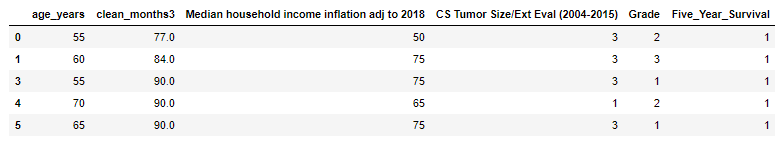 age_years clean_months3 Median household income inflation adj to 2018 CS Tumor Size/Ext Eval (2004-2015) Grade Five_Year_Survival
0 55 77.0 50 3 2 1
1 60 84.0 75 3 3 1
3 55 90.0 75 3 1 1
4 70 90.0 65 1 2 1
5 65 90.0 75 3 1 1